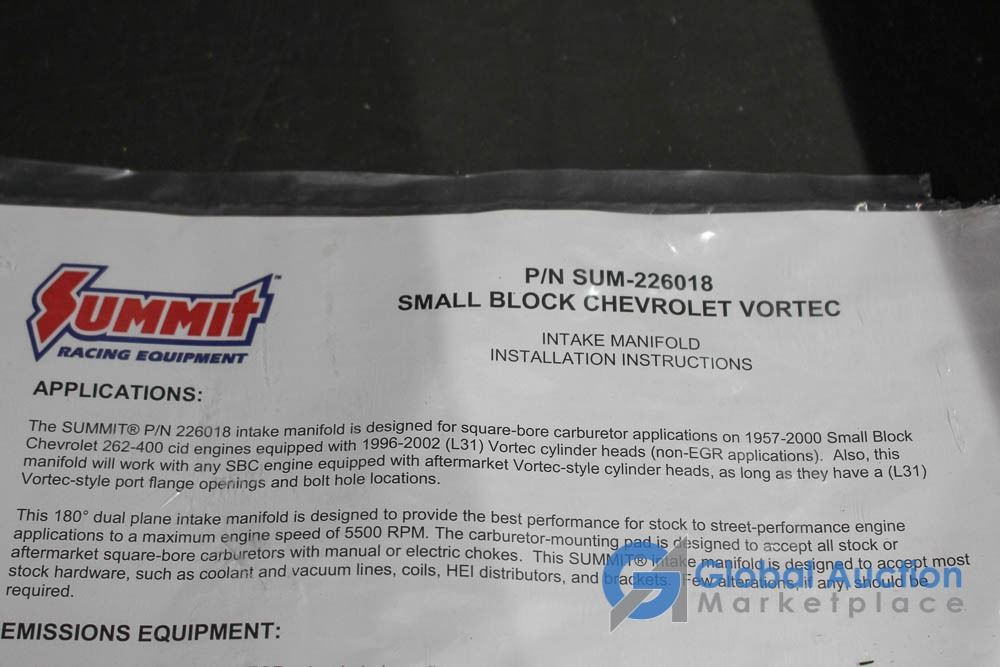 SUMMIT™
RACING EQUIPMENT
P/N SUM-226018
SMALL BLOCK CHEVROLET VORTEC
INTAKE MANIFOLD
INSTALLATION INSTRUCTIONS
APPLICATIONS:
The SUMMIT® P/N 226018 intake manifold is designed for square-bore carburetor applications on 1957-2000 Small Block
Chevrolet 262-400 cid engines equipped with 1996-2002 (L31) Vortec cylinder heads (non-EGR applications). Also, this
manifold will work with any SBC engine equipped with aftermarket Vortec-style cylinder heads, as long as they have a (L31)
Vortec-style port flange openings and bolt hole locations.
This 180° dual plane intake manifold is designed to provide the best performance for stock to street-performance engine
applications to a maximum engine speed of 5500 RPM. The carburetor-mounting pad is designed to accept all stock or
aftermarket square-bore carburetors with manual or electric chokes. This SUMMIT® intake manifold is designed to accept most
stock hardware, such as coolant and vacuum lines, coils, HEI distributors, and brackets. Few alterations, if any, should be
required.
Global Auction
Marketplace
EMISSIONS EQUIPMENT: